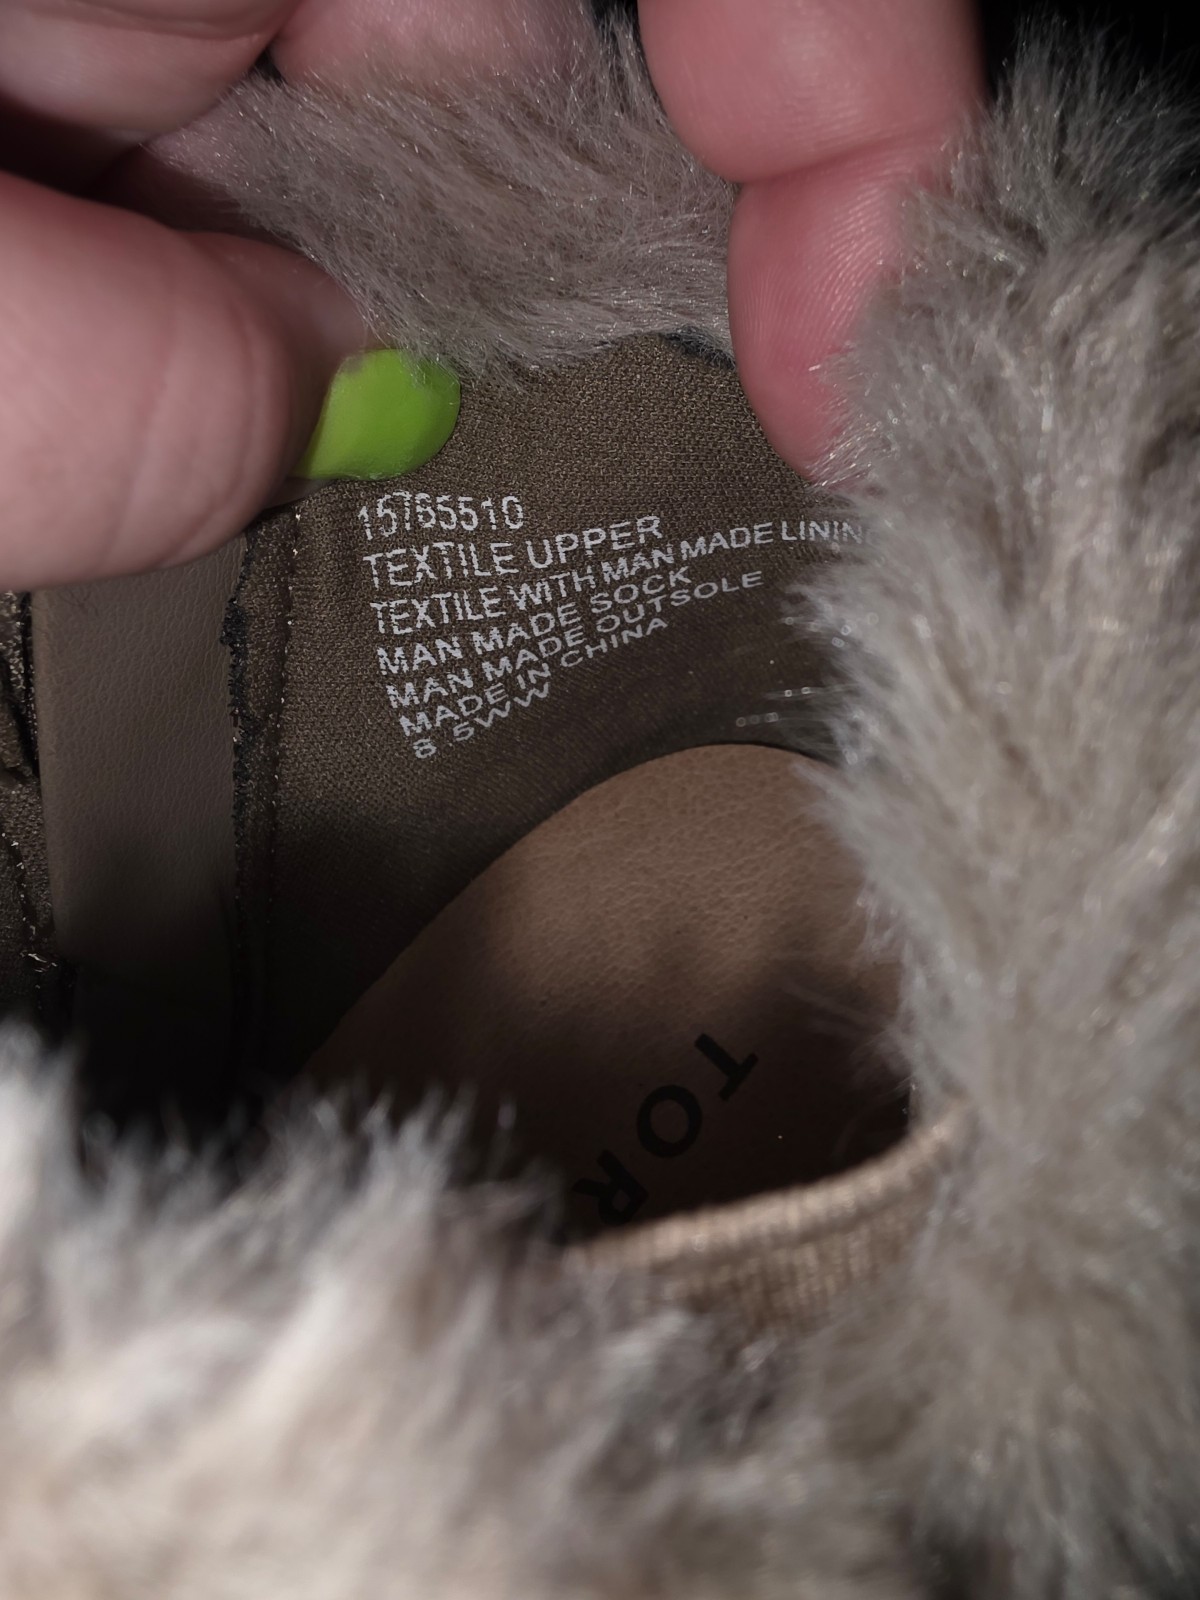 15765510
TEXTILE UPPER
TEXTILE WITH MAN MADE LINING
MAN MADE SOCK
MAN MADE OUTSOLE
MADE IN CHINA
8.5WW
TOR